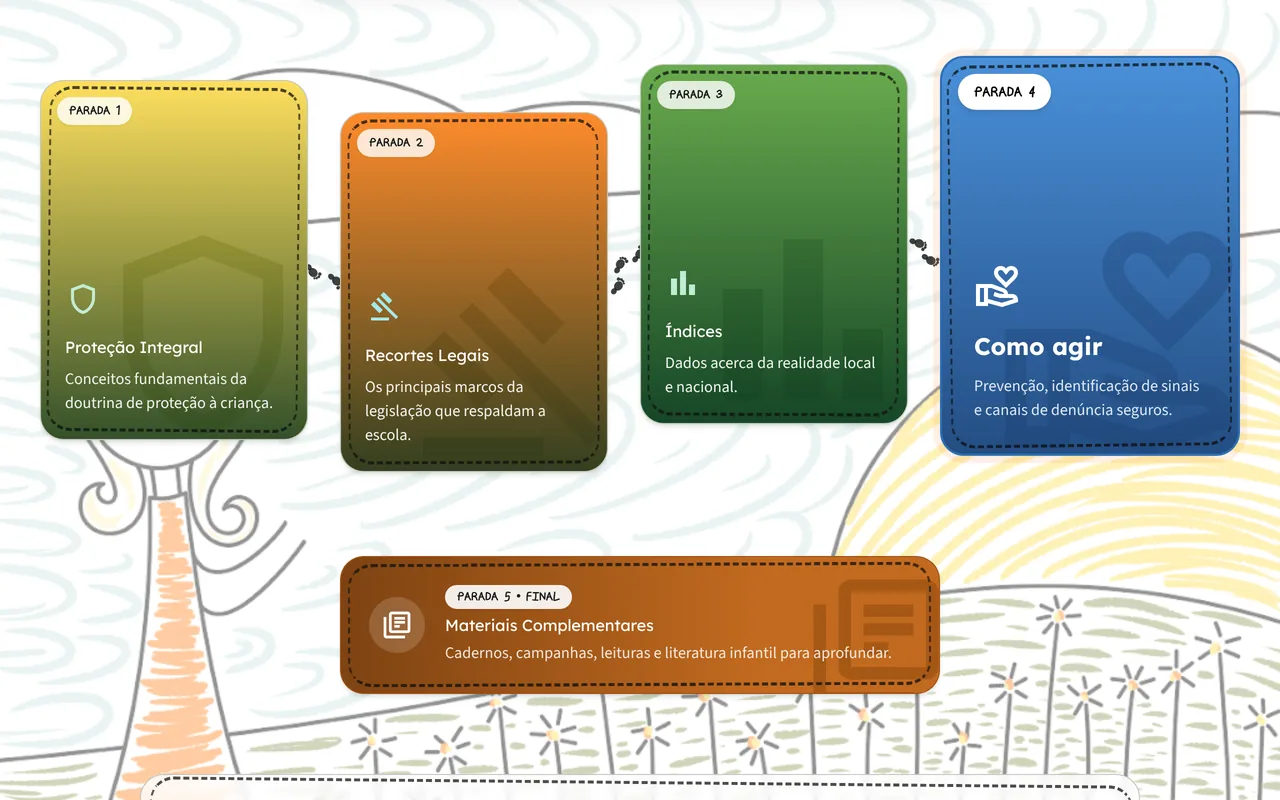 PARADA 1
Proteção Integral
Conceitos fundamentais da
doutrina de proteção à criança.
PARADA 2
Recortes Legais
Os principais marcos da
legislação que respaldam a
escola.
PARADA 3
Índices
Dados acerca da realidade local
e nacional.
PARADA 4
Como agir
Prevenção, identificação de sinais
e canais de denúncia seguros.
PARADA 5 • FINAL
Materiais Complementares
Cadernos, campanhas, leituras e literatura infantil para aprofundar.